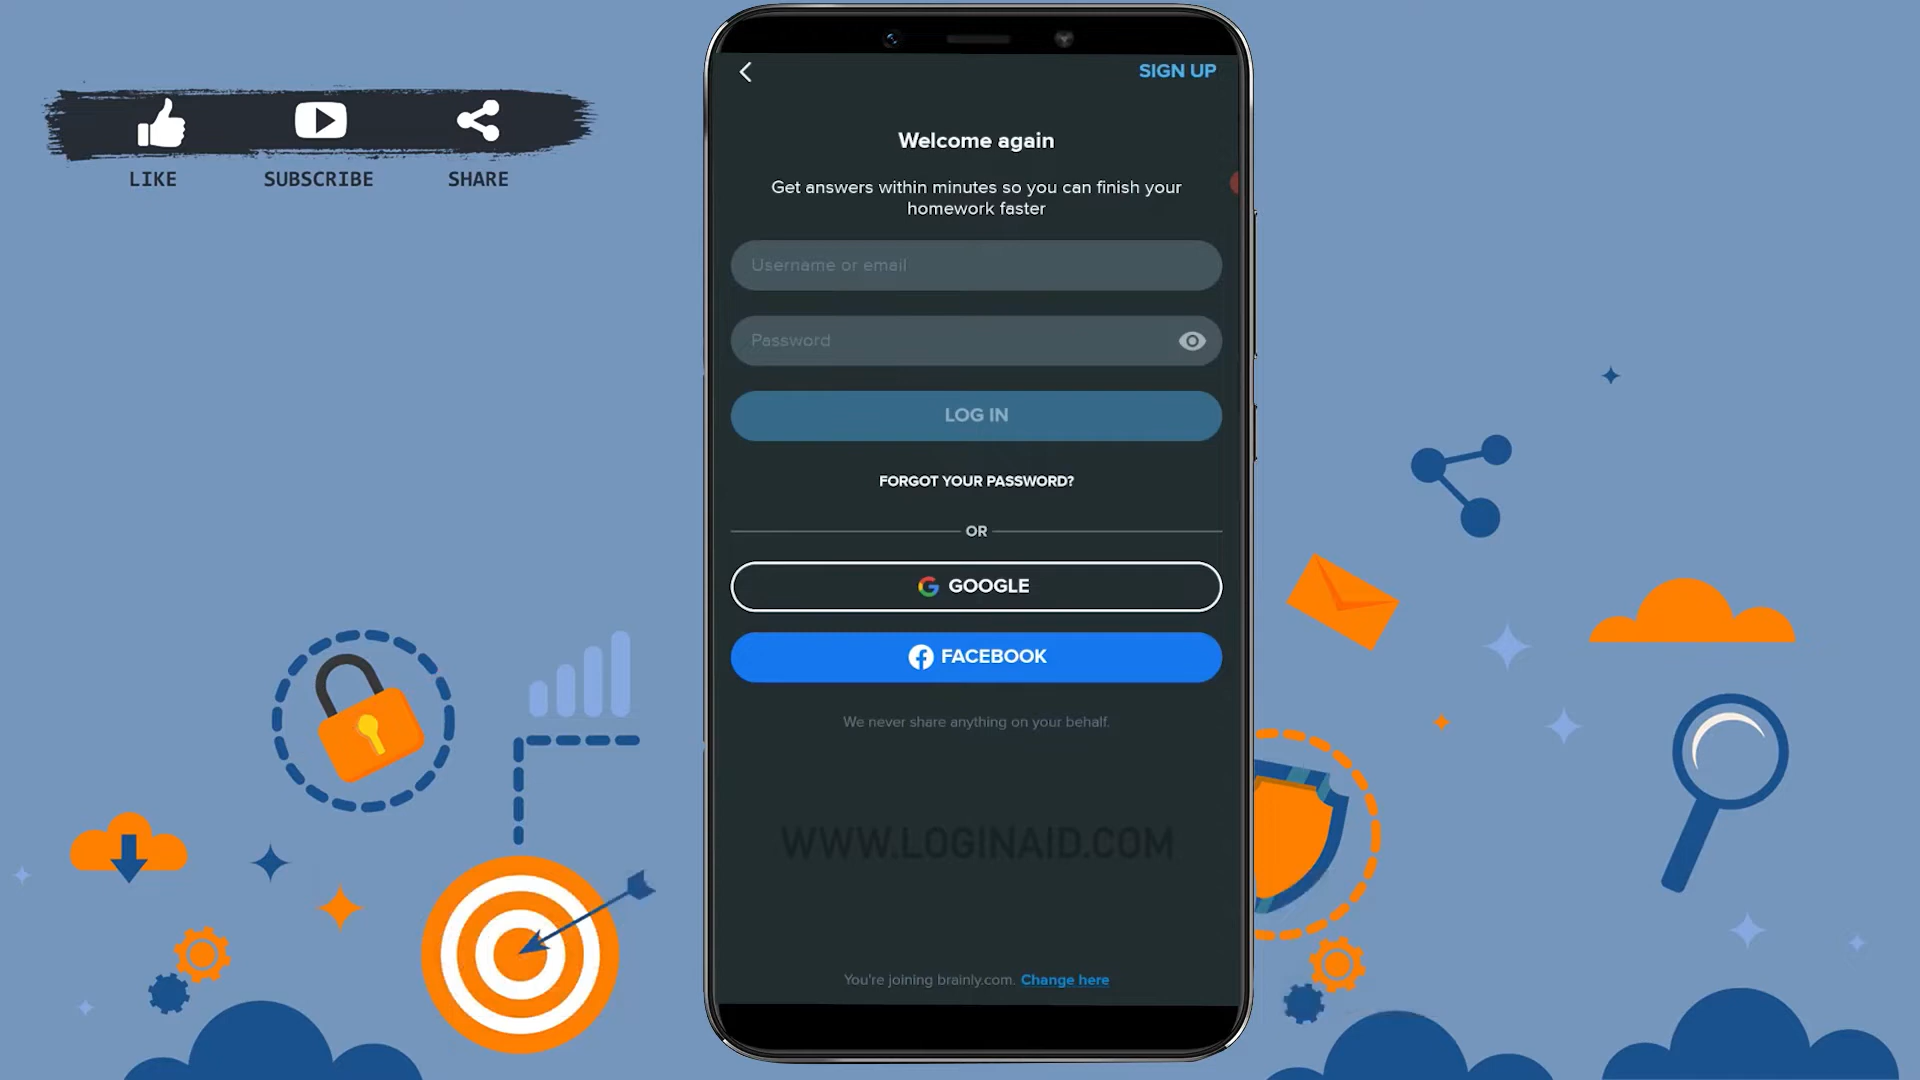 LIKE
SUBSCRIBE
SHARE
SIGN UP
Welcome again
Get answers within minutes so you can finish your
homework faster
Username or email
Password
LOG IN
FORGOT YOUR PASSWORD?
OR
GOOGLE
FACEBOOK
We never share anything on your behalf.
WWW.LOGINAID.COM
You're joining brainly.com. Change here